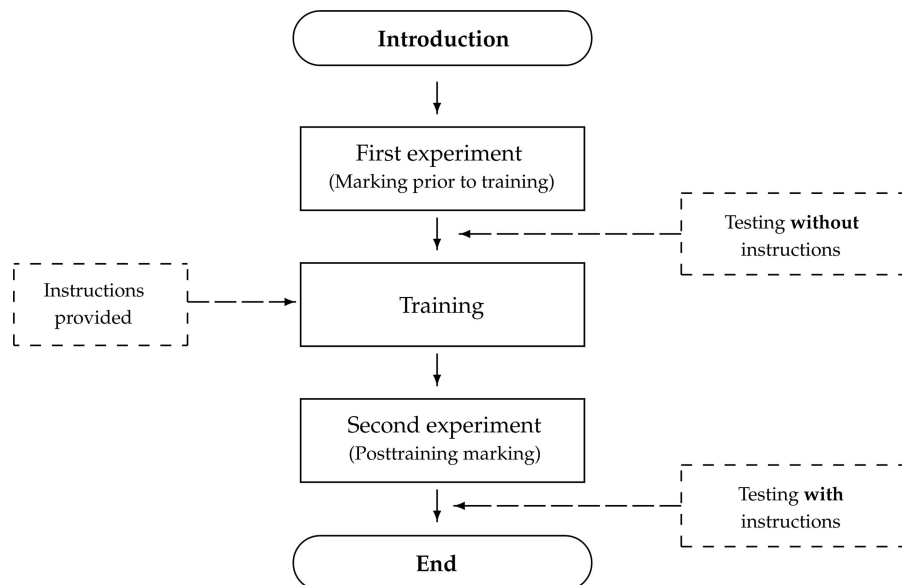 Introduction
First experiment
(Marking prior to training)
Testing without
instructions
Instructions
provided
Training
Second experiment
(Posttraining marking)
Testing with
instructions
End